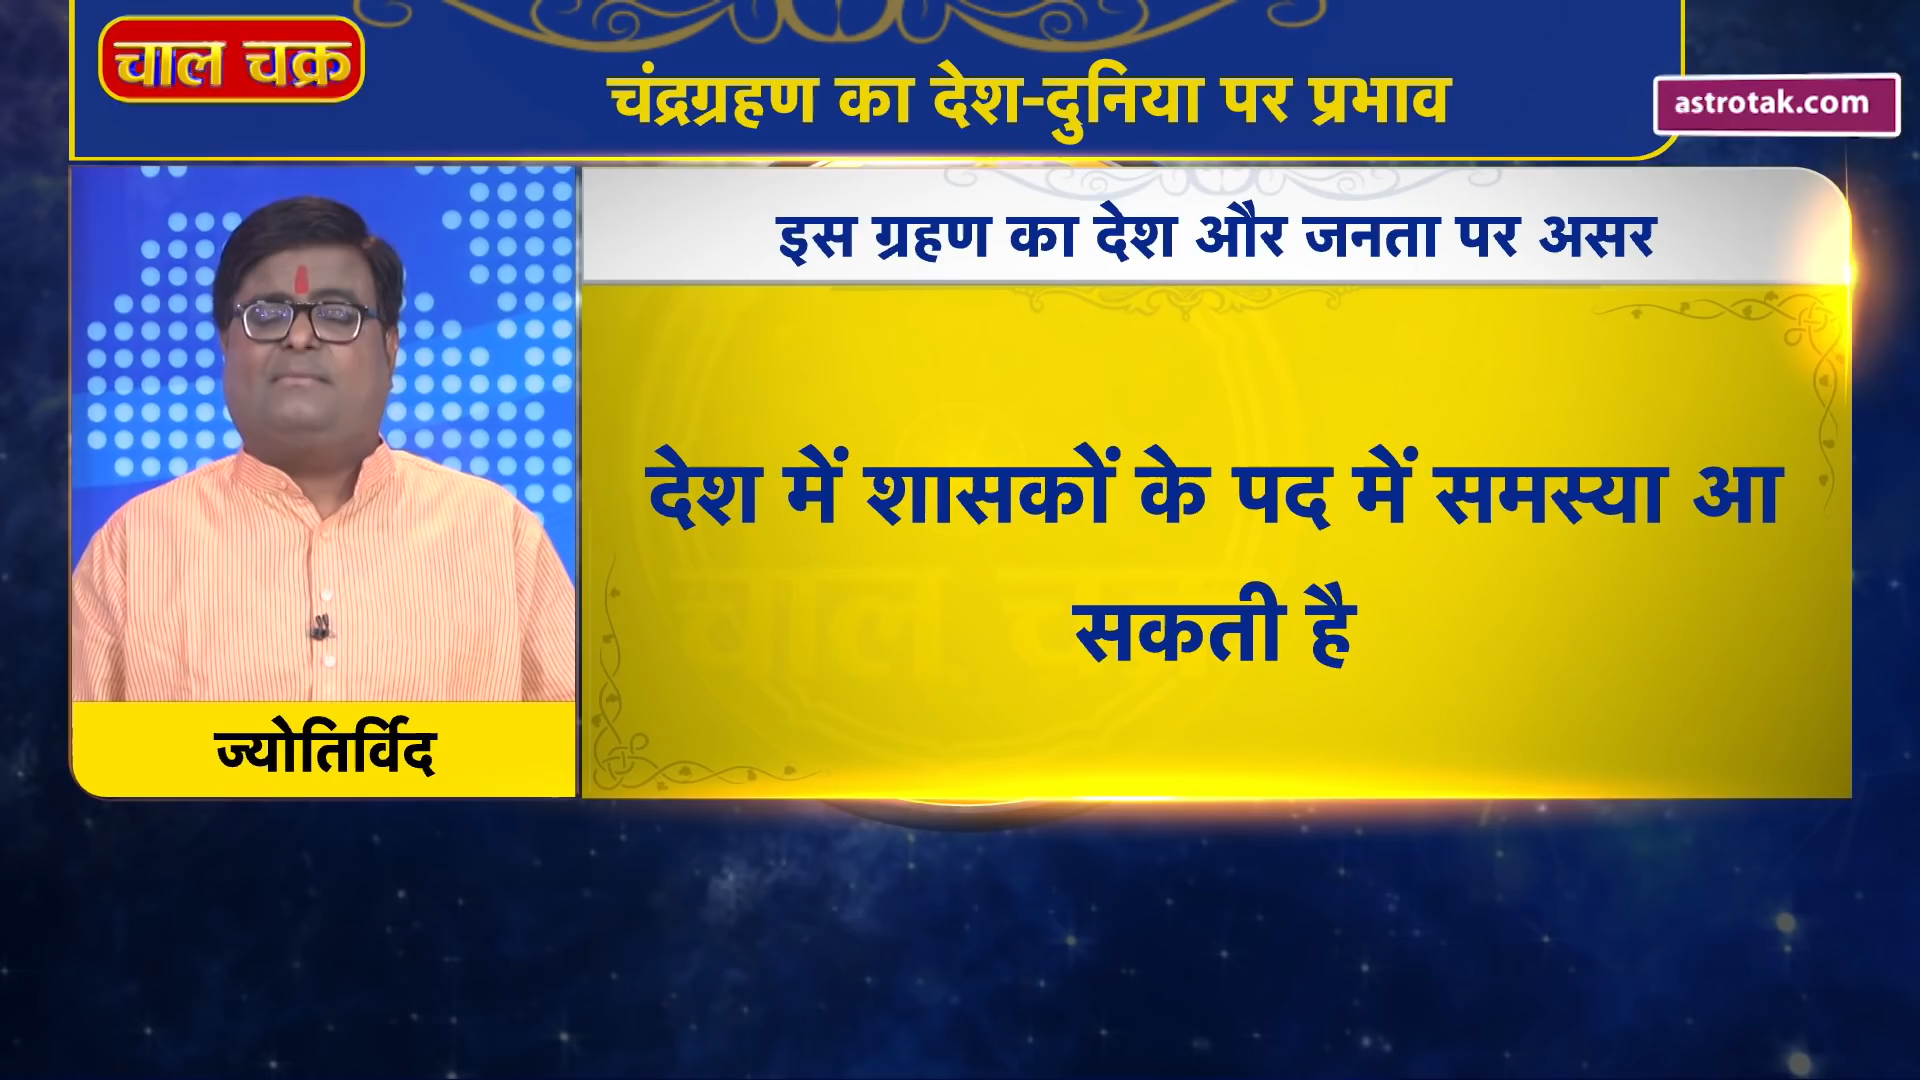 चाल चक्र
चंद्रग्रहण का देश-दुनिया पर प्रभाव
astrotak.com
इस ग्रहण का देश और जनता पर असर
देश में शासकों के पद में समस्या आ
सकती है
ज्योतिर्विद